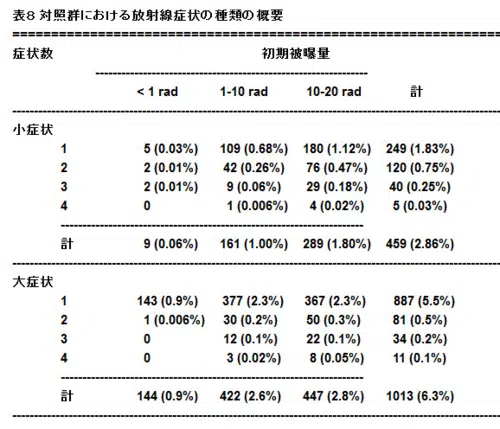 表8 対照群における放射線症状の種類の概要
症状数 初期被曝量
< 1 rad 1-10 rad 10-20 rad 計
小症状
1 5 (0.03%) 109 (0.68%) 180 (1.12%) 249 (1.83%)
2 2 (0.01%) 42 (0.26%) 76 (0.47%) 120 (0.75%)
3 2 (0.01%) 9 (0.06%) 29 (0.18%) 40 (0.25%)
4 0 1 (0.006%) 4 (0.02%) 5 (0.03%)
計 9 (0.06%) 161 (1.00%) 289 (1.80%) 459 (2.86%)
大症状
1 143 (0.9%) 377 (2.3%) 367 (2.3%) 887 (5.5%)
2 1 (0.006%) 30 (0.2%) 50 (0.3%) 81 (0.5%)
3 0 12 (0.1%) 22 (0.1%) 34 (0.2%)
4 0 3 (0.02%) 8 (0.05%) 11 (0.1%)
計 144 (0.9%) 422 (2.6%) 447 (2.8%) 1013 (6.3%)